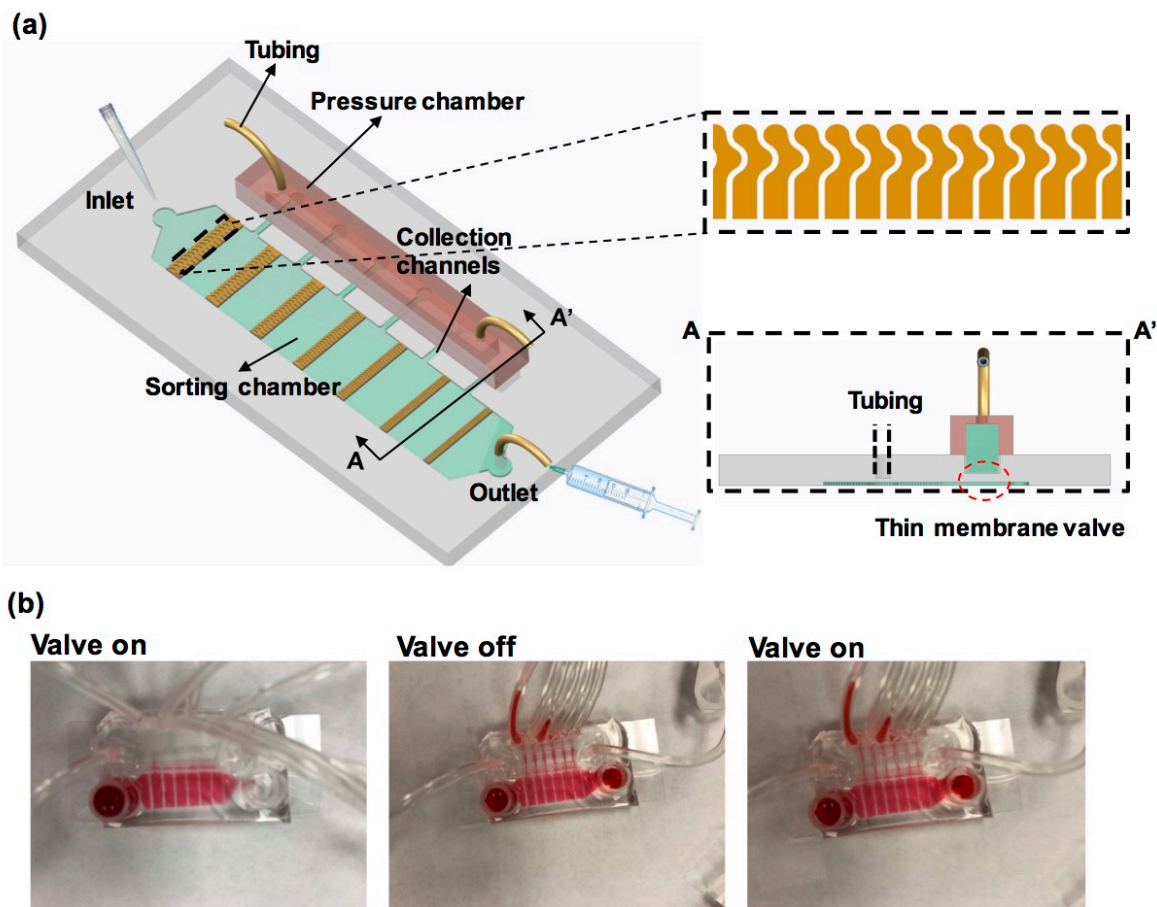 (a)
Tubing
Pressure chamber
Inlet
Collection
channels
A'
Sorting chamber
A
Outlet
A
A'
Tubing
Thin membrane valve
(b)
Valve on
Valve off
Valve on